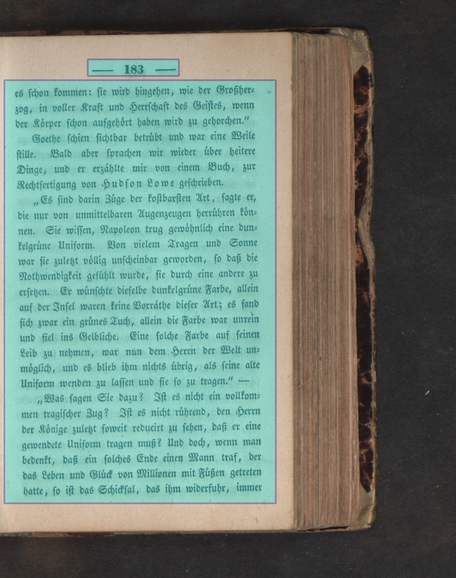 — 183 —
es schon kommen: sie wird hingehen, wie der Großher-
zog, in voller Kraft und Herrschaft des Geistes, wenn
der Körper schon aufgehört haben wird zu gehorchen.“
Goethe schien sichtbar betrübt und war eine Weile
stille. Bald aber sprachen wir wieder über heitere
Dinge, und er erzählte mir von einem Buch, zur
Rechtfertigung von Hudson Lowe geschrieben.
„Es sind darin Züge der kostbarsten Art, sagte er,
die nur von unmittelbaren Augenzeugen herrühren kön-
nen. Sie wissen, Napoleon trug gewöhnlich eine dun-
kelgrüne Uniform. Von vielem Tragen und Sonne
war sie zuletzt völlig unscheinbar geworden, so daß die
Nothwendigkeit gefühlt wurde, sie durch eine andere zu
ersetzen. Er wünschte dieselbe dunkelgrüne Farbe, allein
auf der Insel waren keine Vorräthe dieser Art; es fand
sich zwar ein grünes Tuch, allein die Farbe war unrein
und fiel ins Gelbliche. Eine solche Farbe auf seinen
Leib zu nehmen, war nun dem Herrn der Welt un-
möglich, und es blieb ihm nichts übrig, als seine alte
Uniform wenden zu lassen und sie so zu tragen.“ —
„Was sagen Sie dazu? Ist es nicht ein vollkom-
men tragischer Zug? Ist es nicht rührend, den Herrn
der Könige zuletzt soweit reducirt zu sehen, daß er eine
gewendete Uniform tragen muß? Und doch, wenn man
bedenkt, daß ein solches Ende einen Mann traf, der
das Leben und Glück von Millionen mit Füßen getreten
hatte, so ist das Schicksal, das ihm widerfuhr, immer